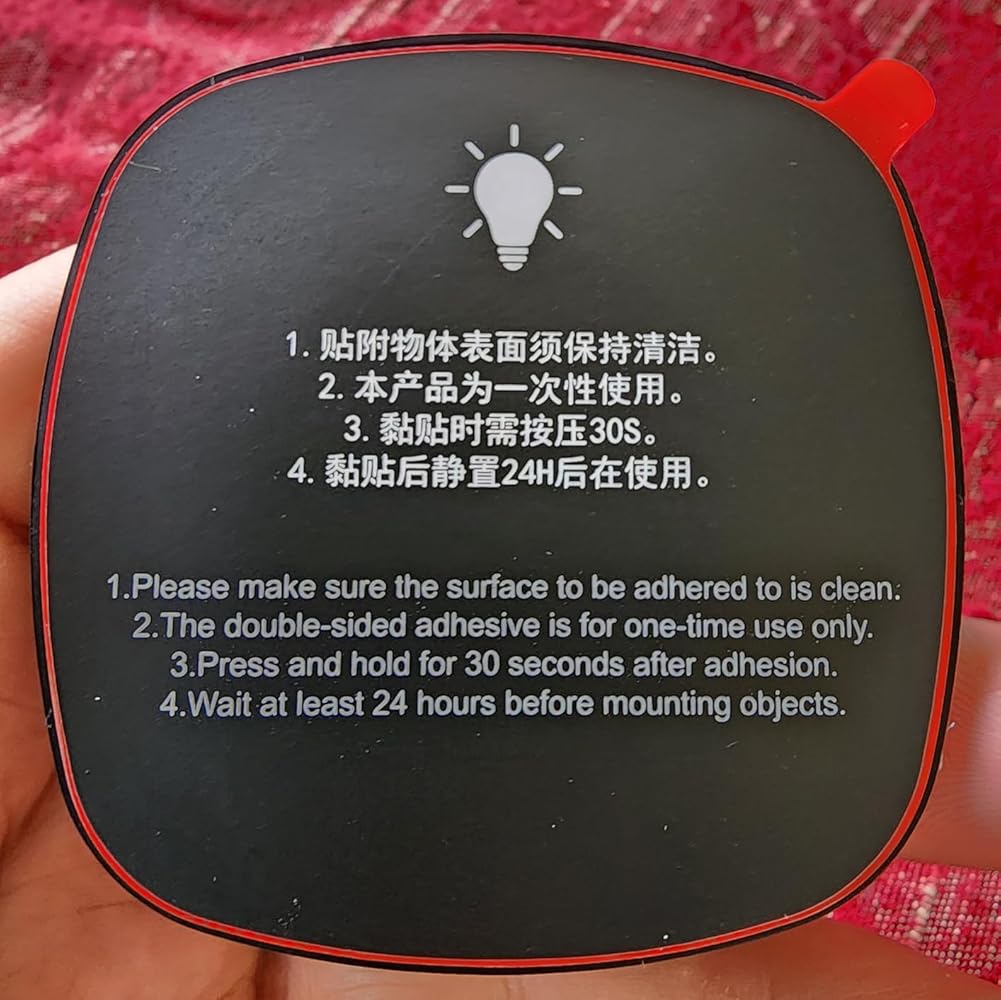 1. 贴附物体表面须保持清洁。
2. 本产品为一次性使用。
3. 黏贴时需按压30S。
4. 黏贴后静置24H后在使用。
1.Please make sure the surface to be adhered to is clean.
2.The double-sided adhesive is for one-time use only.
3.Press and hold for 30 seconds after adhesion.
4.Wait at least 24 hours before mounting objects.